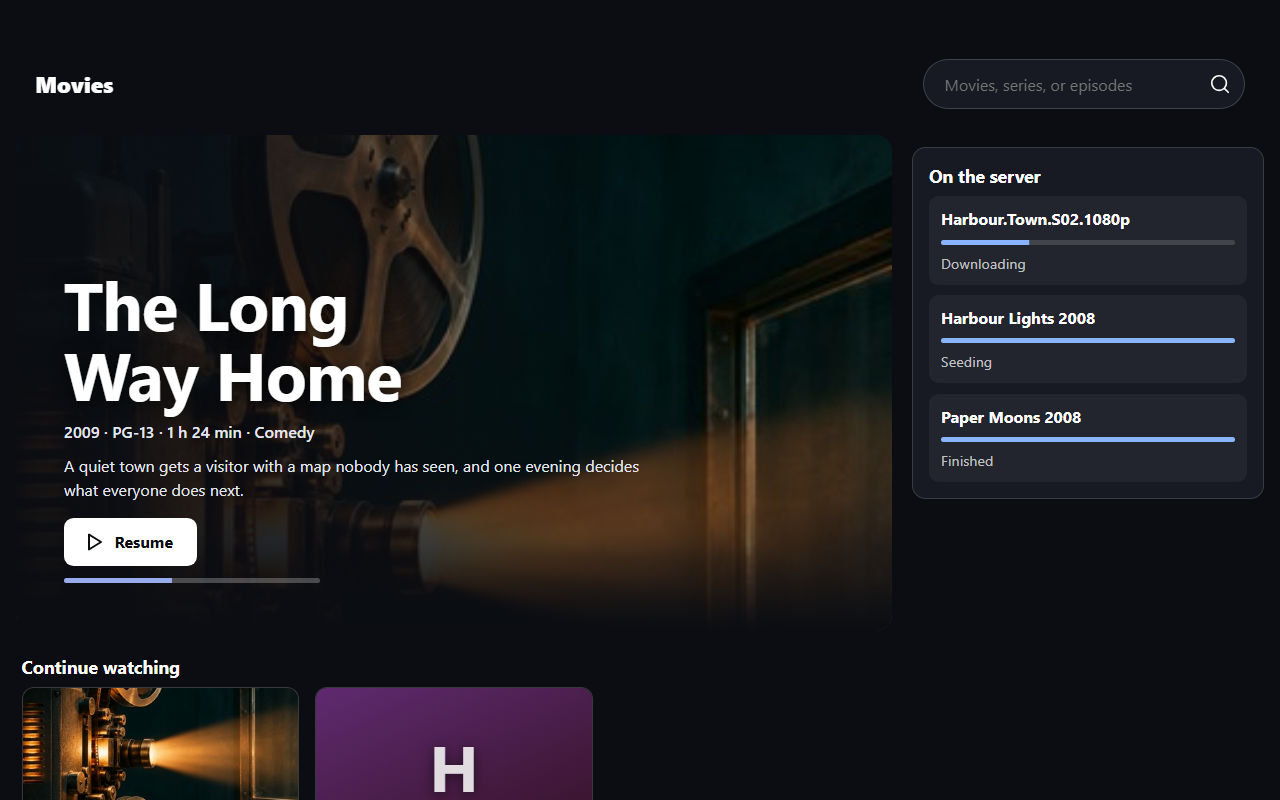 Movies
Movies, series, or episodes
The Long
Way Home
2009 · PG-13 · 1 h 24 min · Comedy
A quiet town gets a visitor with a map nobody has seen, and one evening decides
what everyone does next.
Resume
On the server
Harbour.Town.S02.1080p
Downloading
Harbour Lights 2008
Seeding
Paper Moons 2008
Finished
Continue watching
H